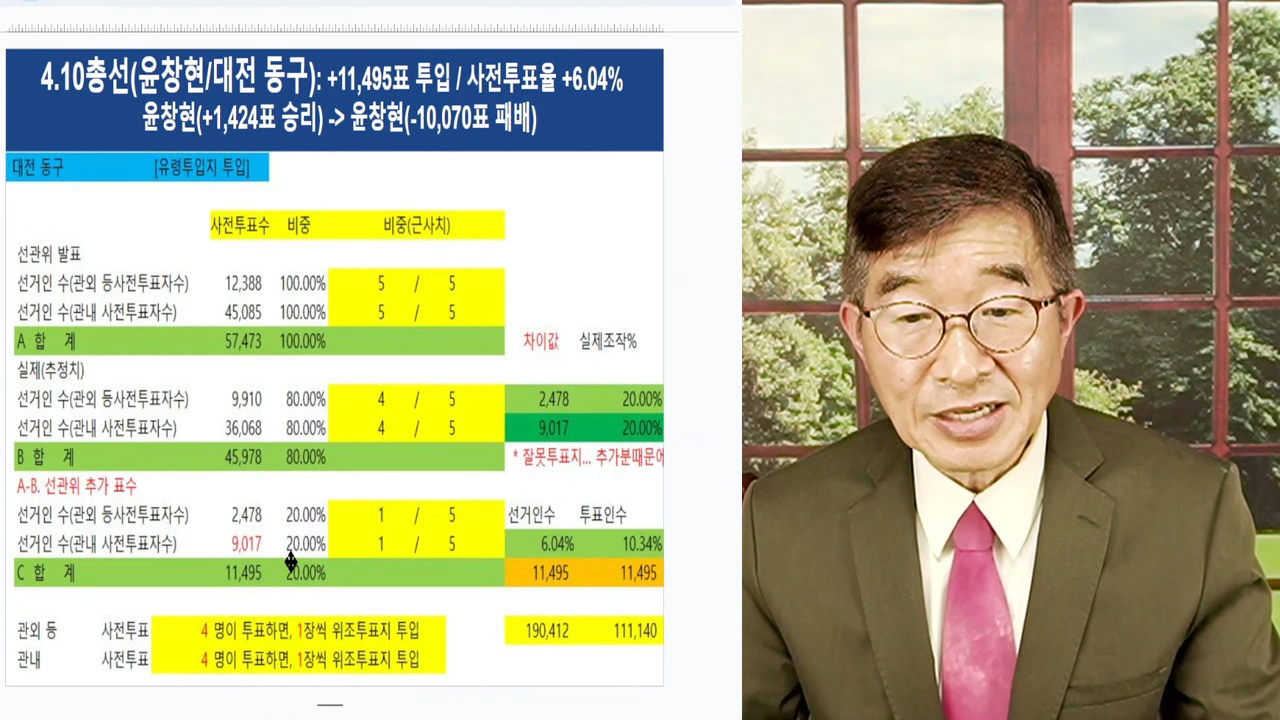 4.10총선(윤창현/대전 동구): +11,495표 투입 / 사전투표율 +6.04%
윤창현(+1,424표 승리) -> 윤창현(-10,070표 패배)
대전 동구 [유령투입지 투입]
사전투표수 비중 비중(근사치)
선관위 발표
선거인 수(관외 등사전투표자수) 12,388 100.00% 5 / 5
선거인 수(관내 사전투표자수) 45,085 100.00% 5 / 5
A 합 계 57,473 100.00% 차이값 실제조작%
실제(추정치)
선거인 수(관외 등사전투표자수) 9,910 80.00% 4 / 5 2,478 20.00%
선거인 수(관내 사전투표자수) 36,068 80.00% 4 / 5 9,017 20.00%
B 합 계 45,978 80.00% * 잘못투표지... 추가분때문에
A-B. 선관위 추가 표수
선거인 수(관외 등사전투표자수) 2,478 20.00% 1 / 5 선거인수 투표인수
선거인 수(관내 사전투표자수) 9,017 20.00% 1 / 5 6.04% 10.34%
C 합 계 11,495 20.00% 11,495 11,495
관외 등 사전투표 4 명이 투표하면, 1장씩 위조투표지 투입 190,412 111,140
관내 사전투표 4 명이 투표하면, 1장씩 위조투표지 투입